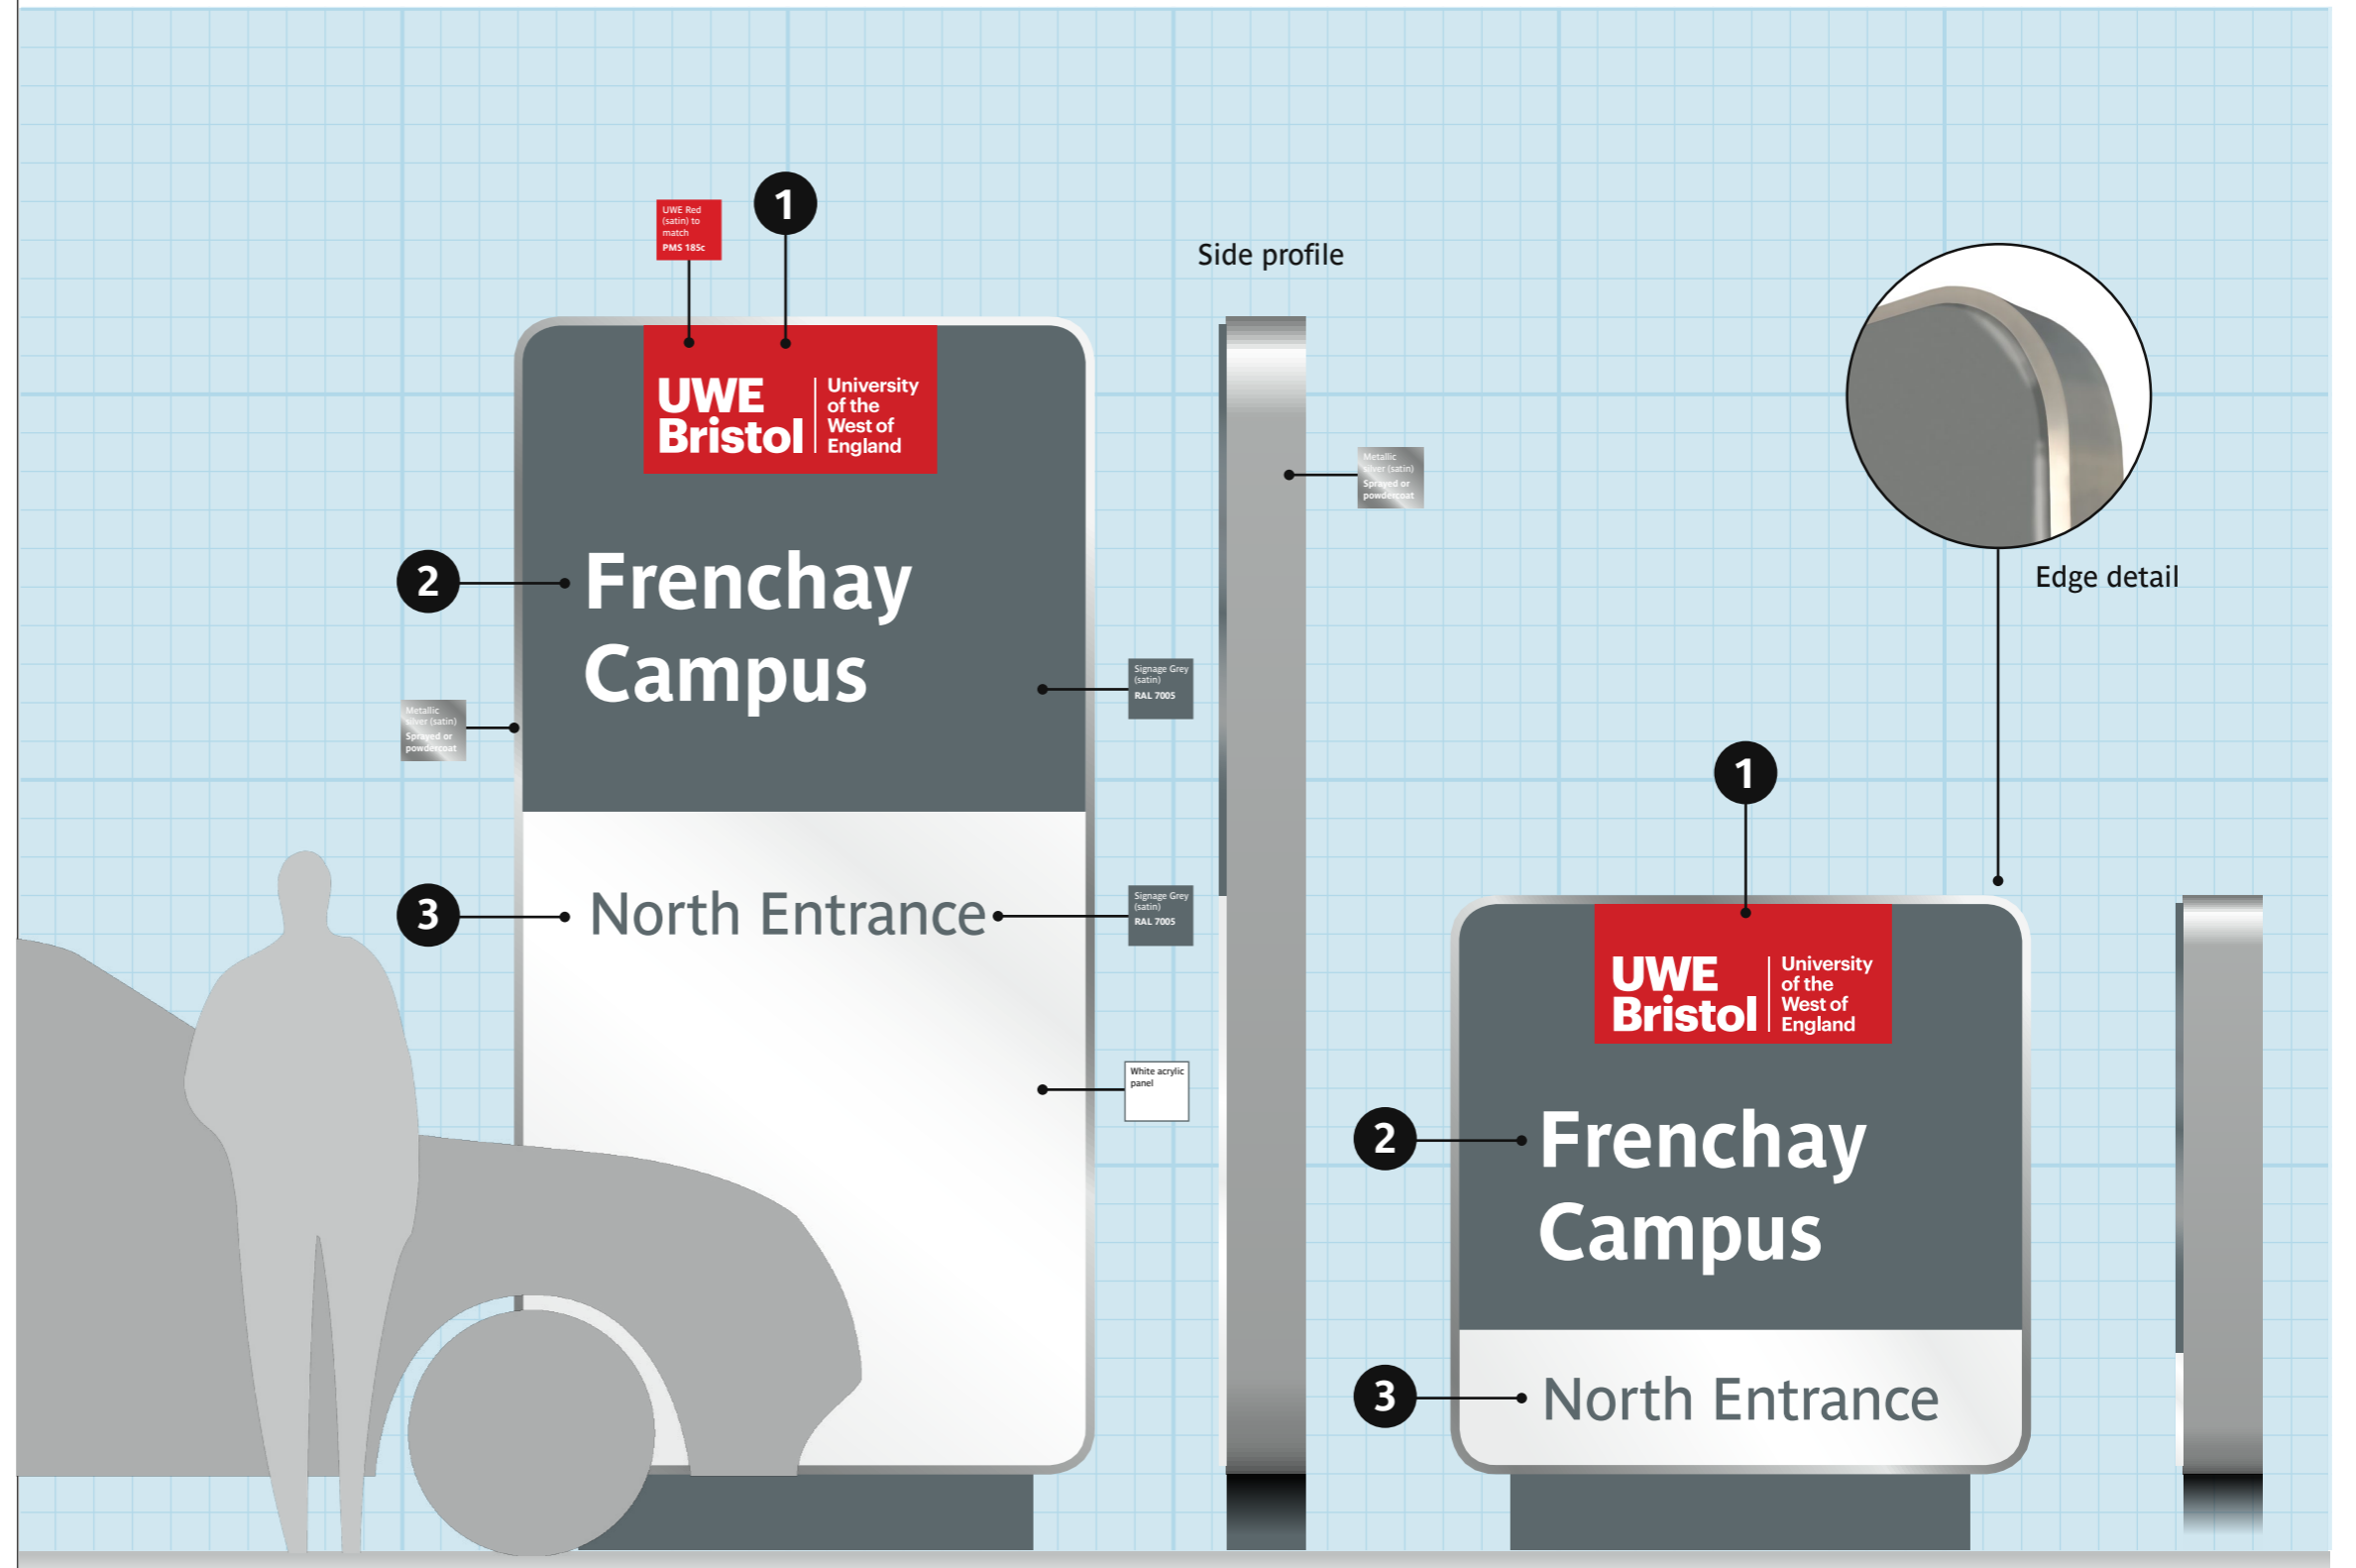 UWE Red
(satin) to
match
PMS 185c
1
Side profile
UWE
Bristol
University
of the
West of
England
Metallic
silver (satin)
Sprayed or
powdercoat
2
Frenchay
Campus
Edge detail
Signage Grey
(satin)
RAL 7005
Metallic
silver (satin)
Sprayed or
powdercoat
3
North Entrance
Signage Grey
(satin)
RAL 7005
White acrylic
panel
1
UWE
Bristol
University
of the
West of
England
2
Frenchay
Campus
3
North Entrance